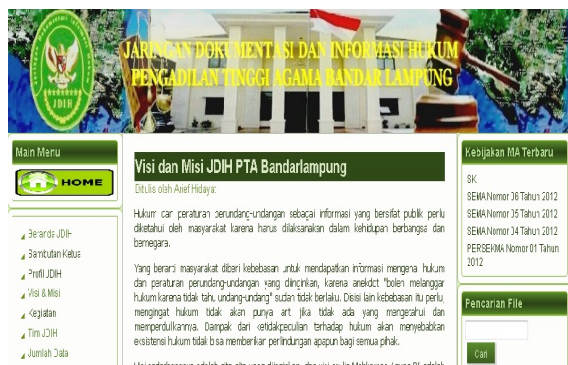 JARINGAN DOKUMENTASI DAN INFORMASI HUKUM
PENGADILAN TINGGI AGAMA BANDAR LAMPUNG
JDIH
Main Menu
HOME
Beranda JDIH
Sambutan Ketua
Profil JDIH
Visi & Misi
Kegiatan
Tim JDIH
Jumlah Data
Visi dan Misi JDIH PTA Bandarlampung
Ditulis oleh Arief Hidaya:
Hukum dan peraturan perundang-undangan sebagai informasi yang bersifat publik perlu
diketahui oleh masyarakat karena harus dilaksanakan dalam kehidupan berbangsa dan
bernegara.
Yang berarti masyarakat diberi kebebasan untuk mendapatkan informasi mengenai hukum
dan peraturan perundang-undangan yang diinginkan, karena anekdot "boleh melanggar
hukum karena tidak tahu undang-undang" sudah tidak berlaku. Disisi lain kebebasan itu perlu,
mengingat hukum tidak akan punya arti jika tidak ada yang mengetahui dan
memperdulikannya. Dampak dari ketidakpedulian terhadap hukum akan menyebabkan
eksistensi hukum tidak bisa memberikan perlindungan apapun bagi semua pihak.
Kebijakan MA Terbaru
SK
SEMA Nomor 06 Tahun 2012
SEMA Nomor 05 Tahun 2012
SEMA Nomor 04 Tahun 2012
PERSEKMA Nomor 01 Tahun
2012
Pencarian File
Cari